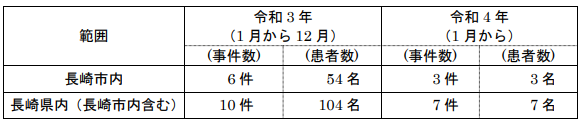 範囲 令和3年 (1月から12月) 令和4年 (1月から)
(事件数) (患者数) (事件数) (患者数)
長崎市内 6件 54名 3件 3名
長崎県内(長崎市内含む) 10件 104名 7件 7名